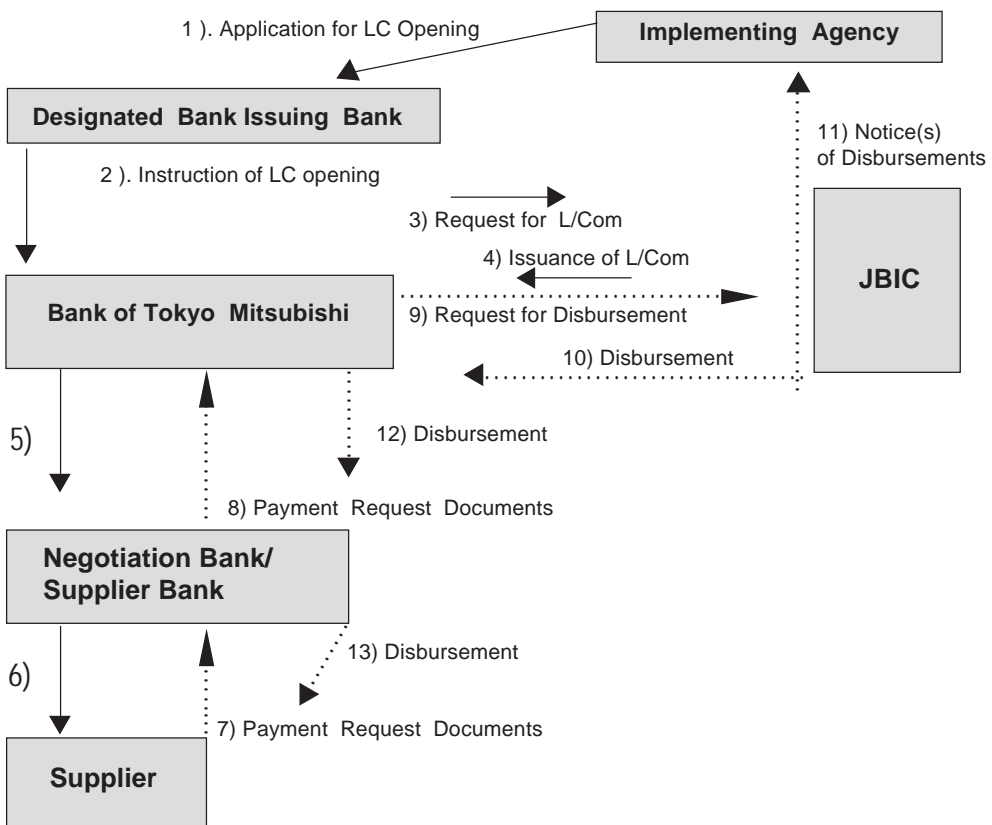 1 ). Application for LC Opening
Implementing Agency
Designated Bank Issuing Bank
11) Notice(s)
of Disbursements
2 ). Instruction of LC opening
3) Request for L/Com
4) Issuance of L/Com
JBIC
Bank of Tokyo Mitsubishi
9) Request for Disbursement
10) Disbursement
5)
12) Disbursement
8) Payment Request Documents
Negotiation Bank/
Supplier Bank
13) Disbursement
6)
7) Payment Request Documents
Supplier